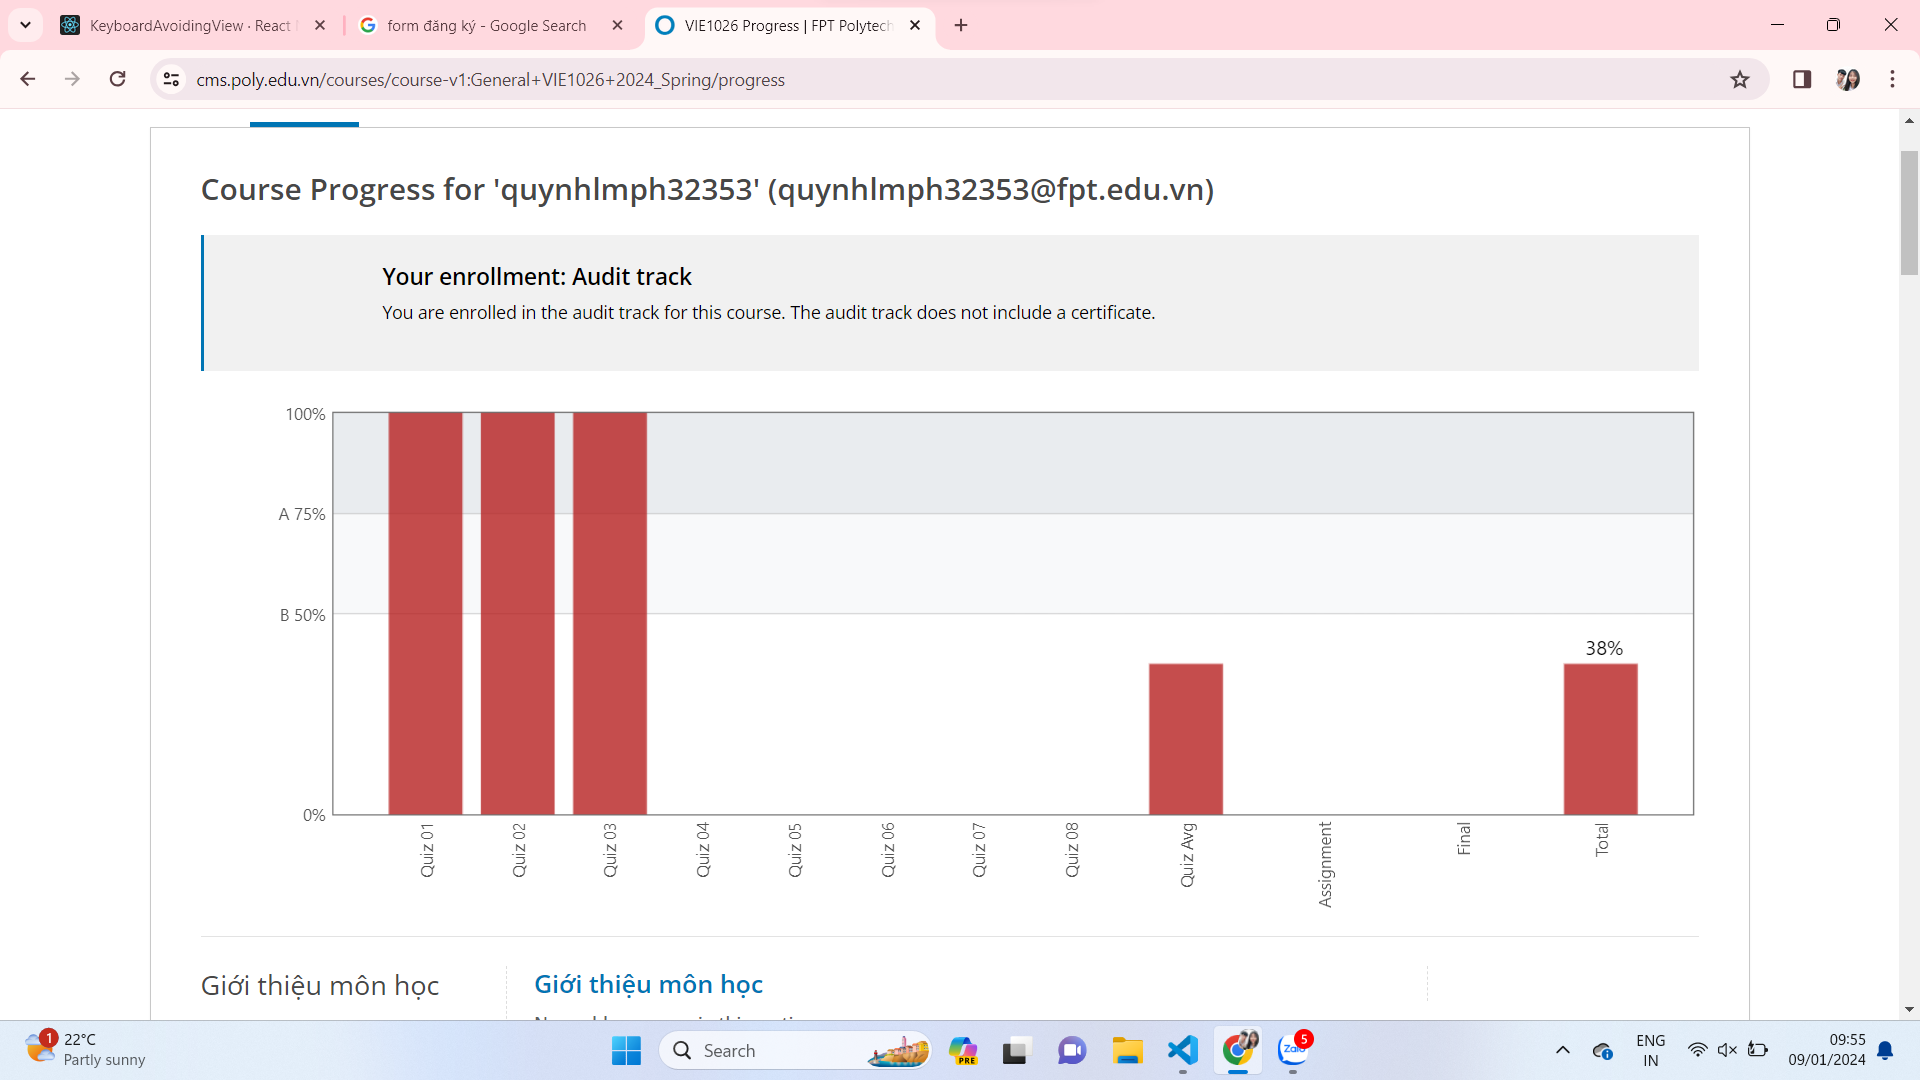 KeyboardAvoidingView · React
form đăng ký - Google Search
VIE1026 Progress | FPT Polytech
cms.poly.edu.vn/courses/course-v1:General+VIE1026+2024_Spring/progress
Course Progress for 'quynhlmph32353' (quynhlmph32353@fpt.edu.vn)
Your enrollment: Audit track
You are enrolled in the audit track for this course. The audit track does not include a certificate.
100%
A 75%
B 50%
0%
38%
Quiz 01
Quiz 02
Quiz 03
Quiz 04
Quiz 05
Quiz 06
Quiz 07
Quiz 08
Quiz Avg
Assignment
Final
Total
Giới thiệu môn học
Giới thiệu môn học
1
22°C
Partly sunny
Search
PRE
Zalo
5
ENG
IN
09:55
09/01/2024